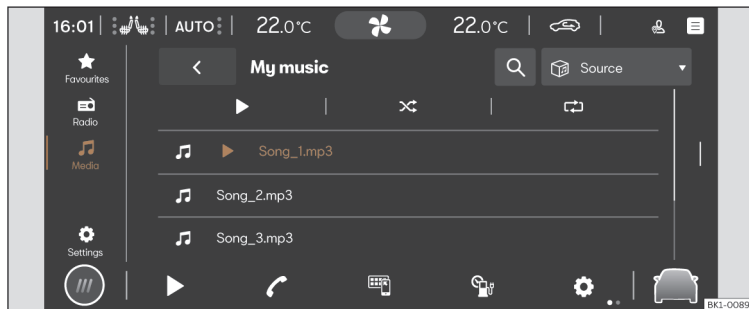 16:01 AUTO 22.0°C 22.0°C
Favourites
My music
Source
Radio
Media
Song_1.mp3
Song_2.mp3
Song_3.mp3
Settings
BK1-0089